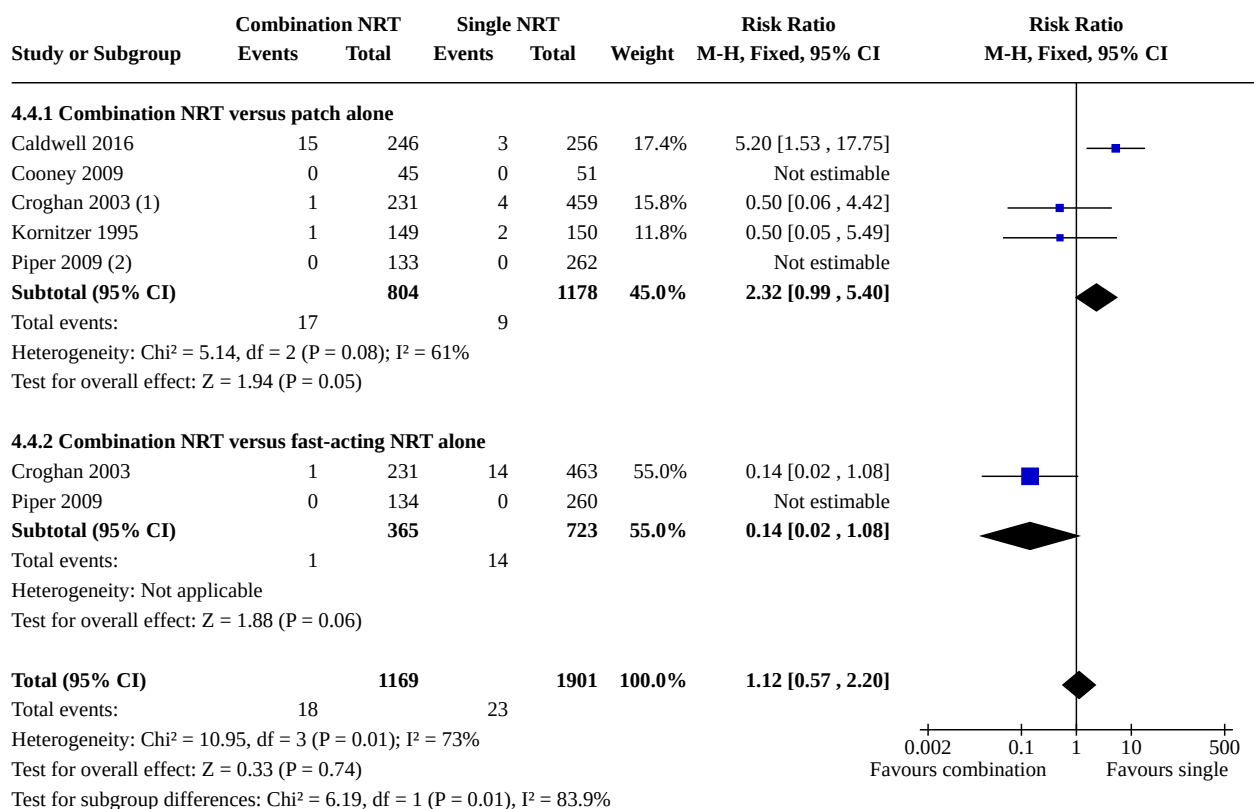 Combination NRT Single NRT Risk Ratio Risk Ratio
Study or Subgroup Events Total Events Total Weight M-H, Fixed, 95% CI M-H, Fixed, 95% CI
4.4.1 Combination NRT versus patch alone
Caldwell 2016 15 246 3 256 17.4% 5.20 [1.53 , 17.75]
Cooney 2009 0 45 0 51 Not estimable
Croghan 2003 (1) 1 231 4 459 15.8% 0.50 [0.06 , 4.42]
Kornitzer 1995 1 149 2 150 11.8% 0.50 [0.05 , 5.49]
Piper 2009 (2) 0 133 0 262 Not estimable
Subtotal (95% CI) 804 1178 45.0% 2.32 [0.99 , 5.40]
Total events: 17 9
Heterogeneity: Chi² = 5.14, df = 2 (P = 0.08); I² = 61%
Test for overall effect: Z = 1.94 (P = 0.05)
4.4.2 Combination NRT versus fast-acting NRT alone
Croghan 2003 1 231 14 463 55.0% 0.14 [0.02 , 1.08]
Piper 2009 0 134 0 260 Not estimable
Subtotal (95% CI) 365 723 55.0% 0.14 [0.02 , 1.08]
Total events: 1 14
Heterogeneity: Not applicable
Test for overall effect: Z = 1.88 (P = 0.06)
Total (95% CI) 1169 1901 100.0% 1.12 [0.57 , 2.20]
Total events: 18 23
Heterogeneity: Chi² = 10.95, df = 3 (P = 0.01); I² = 73%
Test for overall effect: Z = 0.33 (P = 0.74)
Test for subgroup differences: Chi² = 6.19, df = 1 (P = 0.01), I² = 83.9%
0.002 0.1 1 10 500
Favours combination Favours single